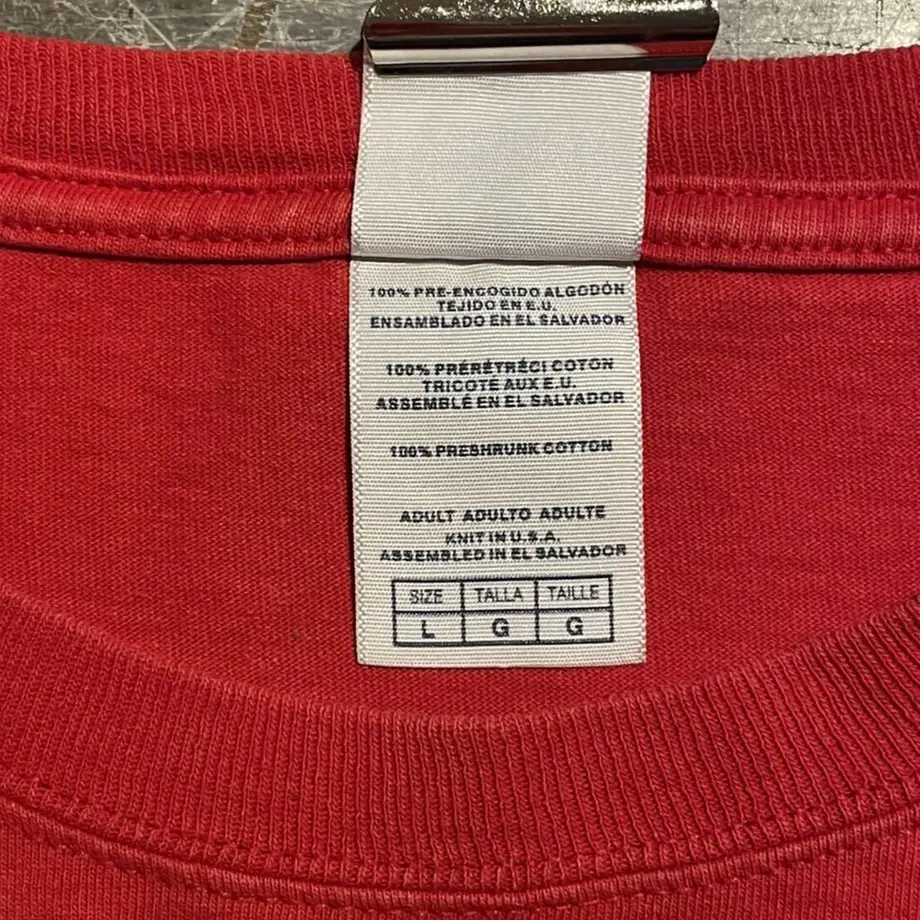 100% PRE-ENCOGIDO ALGODÓN
TEJIDO EN E.U.
ENSAMBLADO EN EL SALVADOR
100% PRÉRÉTRÉCI COTON
TRICOTÉ AUX E.U.
ASSEMBLÉ EN EL SALVADOR
100% PRESHRUNK COTTON
ADULT ADULTO ADULTE
KNIT IN U.S.A.
ASSEMBLED IN EL SALVADOR
SIZE TALLA TAILLE
L G G